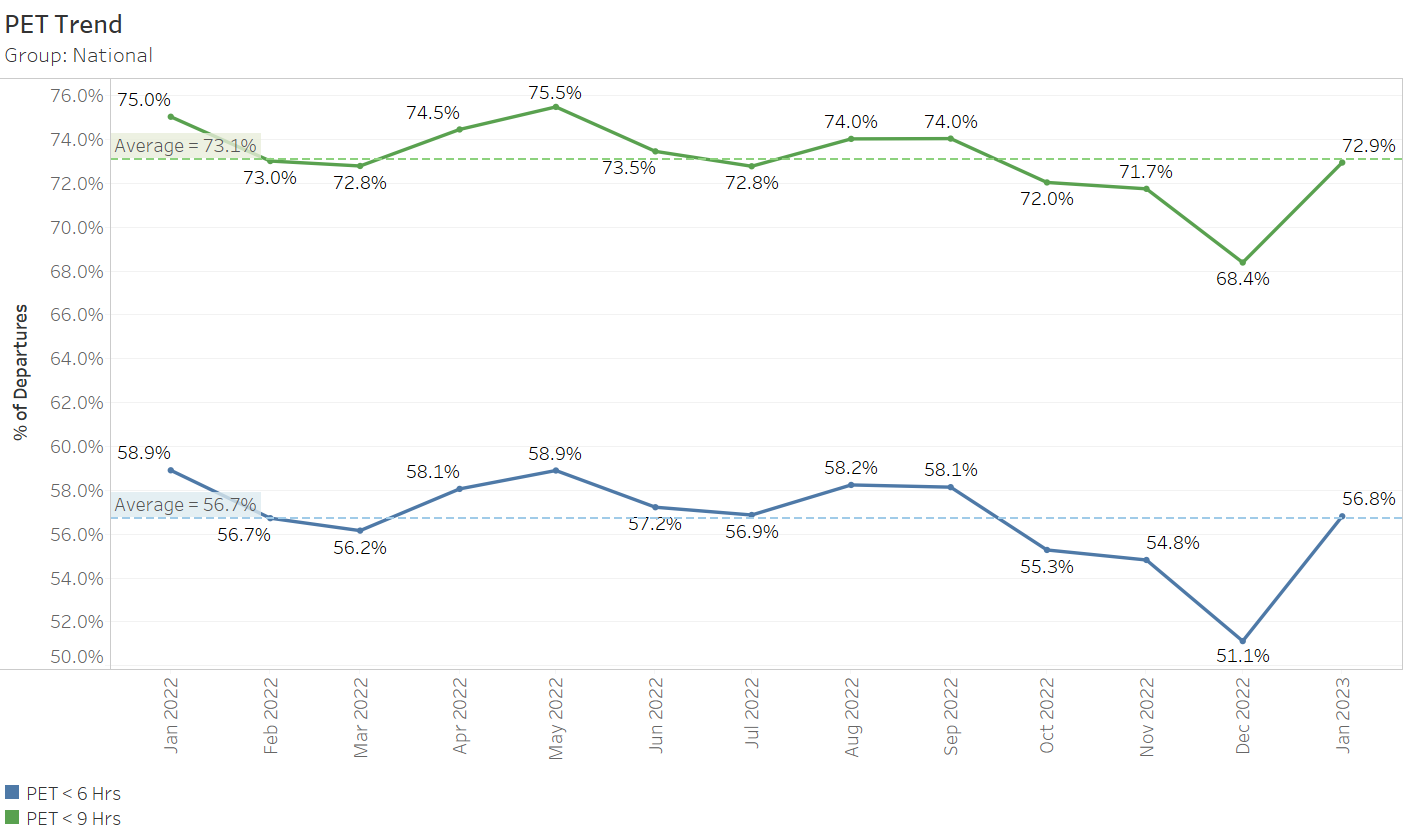 PET Trend
Group: National
76.0%
74.0%
72.0%
70.0%
68.0%
66.0%
64.0%
62.0%
60.0%
58.0%
56.0%
54.0%
52.0%
50.0%
% of Departures
75.0%
73.0%
72.8%
74.5%
75.5%
73.5%
72.8%
74.0%
74.0%
72.0%
71.7%
68.4%
72.9%
Average = 73.1%
58.9%
56.7%
56.2%
58.1%
58.9%
57.2%
56.9%
58.2%
58.1%
55.3%
54.8%
51.1%
56.8%
Average = 56.7%
Jan 2022
Feb 2022
Mar 2022
Apr 2022
May 2022
Jun 2022
Jul 2022
Aug 2022
Sep 2022
Oct 2022
Nov 2022
Dec 2022
Jan 2023
PET < 6 Hrs
PET < 9 Hrs